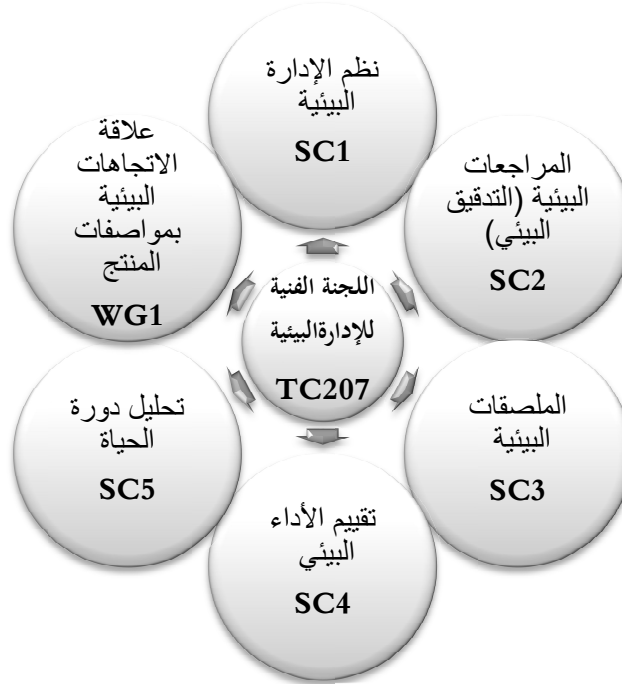 نظم الإدارة
البيئية
SC1
المراجعات
البيئية (التدقيق
البيئي)
SC2
الملصقات
البيئية
SC3
تقييم الأداء
البيئي
SC4
تحليل دورة
الحياة
SC5
علاقة
الاتجاهات
البيئية
بمواصفات
المنتج
WG1
اللجنة الفنية
للإدارةالبيئية
TC207